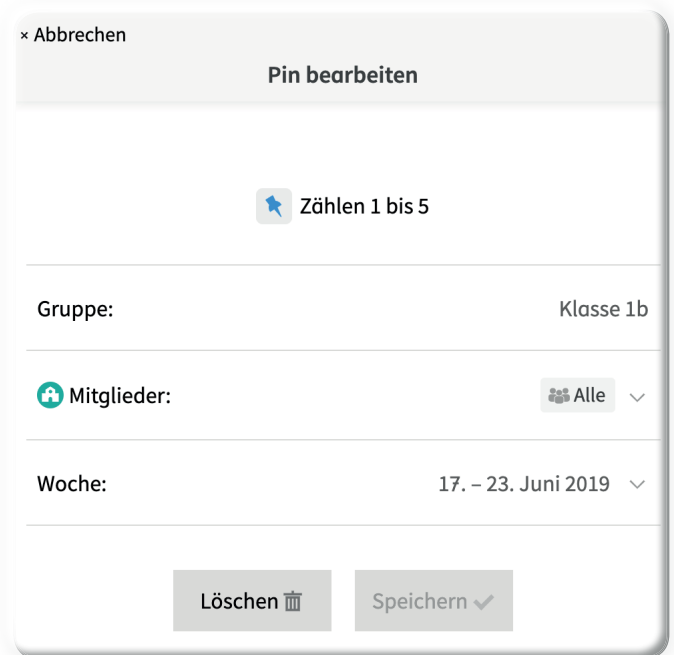 × Abbrechen
Pin bearbeiten
Zählen 1 bis 5
Gruppe: Klasse 1b
Mitglieder: Alle
Woche: 17. – 23. Juni 2019
Löschen Speichern